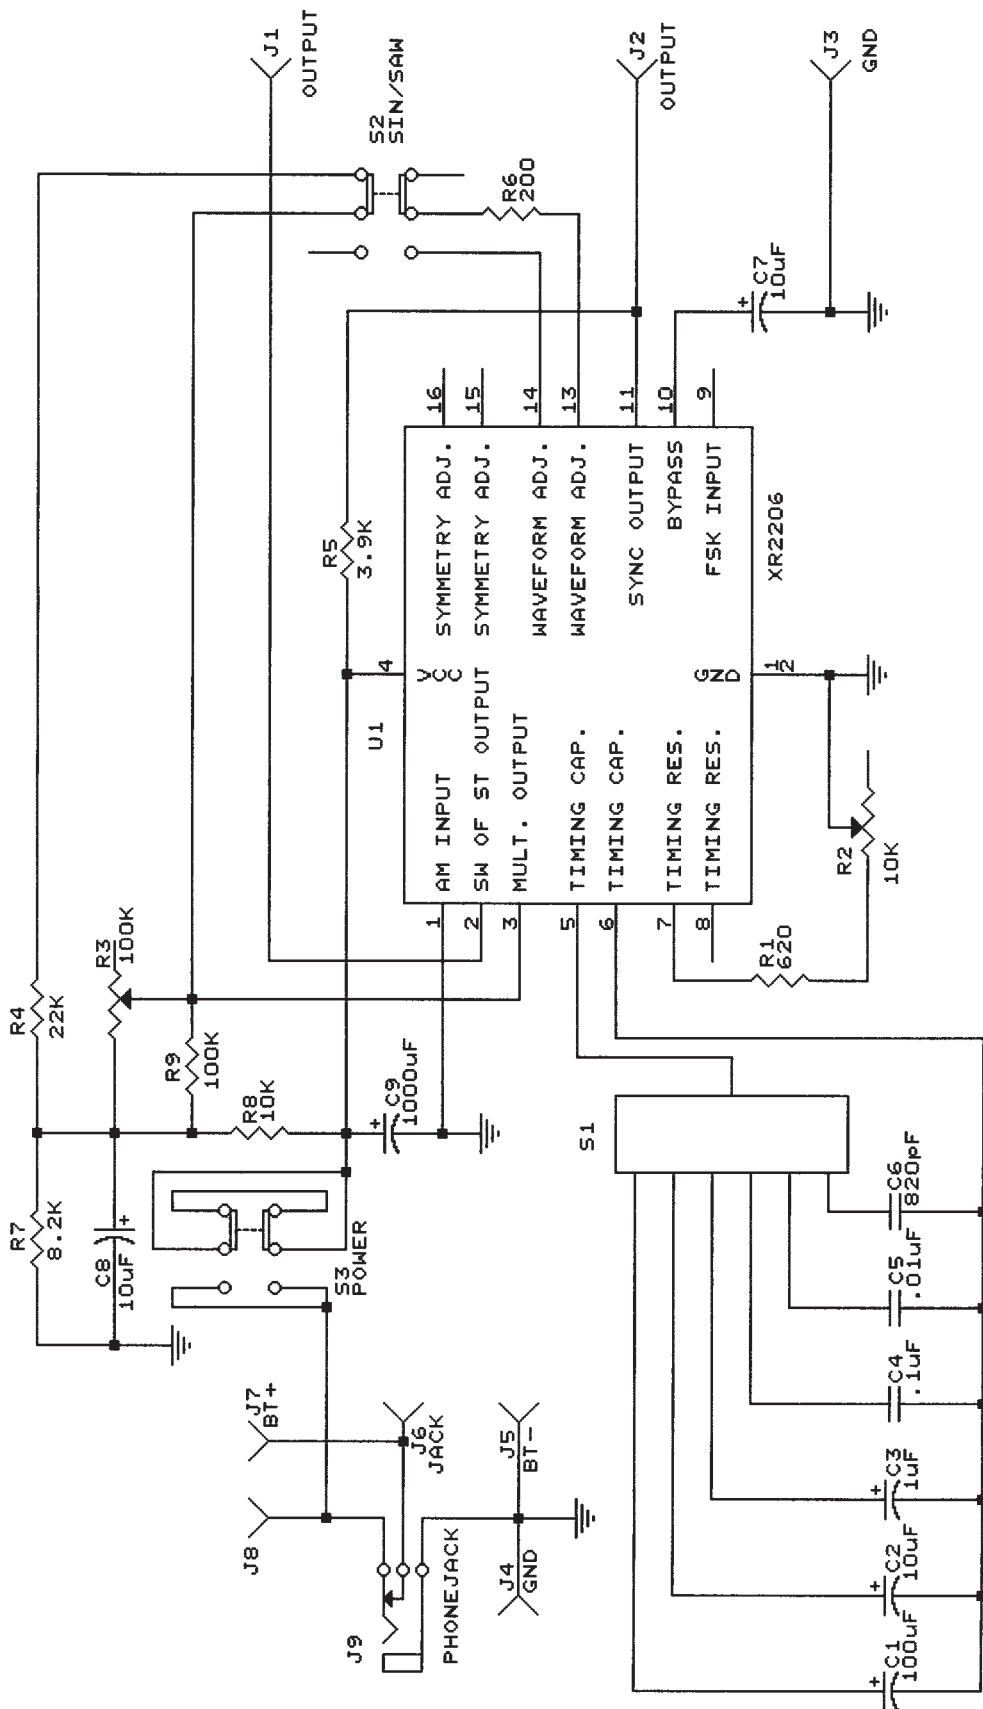 J1
OUTPUT
S2
SIN/SAW
J2
OUTPUT
J3
GND
R6
200
+
C7
10uF
16
15
14
13
11
10
9
SYMMETRY ADJ.
SYMMETRY ADJ.
WAVEFORM ADJ.
WAVEFORM ADJ.
SYNC OUTPUT
BYPASS
FSK INPUT
XR2206
R5
3.9K
4
VCC
GND
12
U1
AM INPUT
SW OF ST OUTPUT
MULT. OUTPUT
TIMING CAP.
TIMING CAP.
TIMING RES.
TIMING RES.
1
2
3
5
6
7
8
R2
10K
R1
620
R4
22K
R3
100K
R9
100K
R8
10K
+
C9
1000uF
S1
R7
8.2K
C8
10uF
+
S3
POWER
J7
BT+
J6
JACK
J5
BT-
J8
J9
PHONEJACK
J4
GND
C6
820pF
C5
.01uF
C4
.1uF
+
C3
1uF
+
C2
10uF
+
C1
100uF